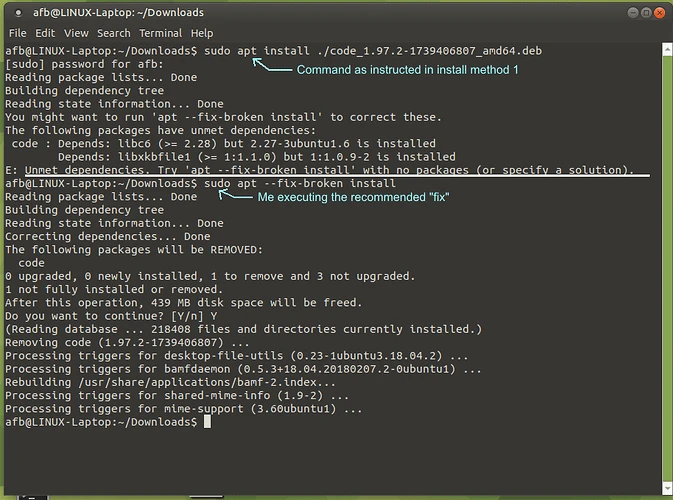 afb@LINUX-Laptop: ~/Downloads
File Edit View Search Terminal Help
afb@LINUX-Laptop:~/Downloads$ sudo apt install ./code_1.97.2-1739406807_amd64.deb
[sudo] password for afb:
Command as instructed in install method 1
Reading package lists... Done
Building dependency tree
Reading state information... Done
You might want to run 'apt --fix-broken install' to correct these.
The following packages have unmet dependencies:
code : Depends: libc6 (>= 2.28) but 2.27-3ubuntu1.6 is installed
Depends: libxkbfile1 (>= 1:1.1.0) but 1:1.0.9-2 is installed
E: Unmet dependencies. Try 'apt --fix-broken install' with no packages (or specify a solution).
afb@LINUX-Laptop:~/Downloads$ sudo apt --fix-broken install
Reading package lists... Done
Me executing the recommended "fix"
Building dependency tree
Reading state information... Done
Correcting dependencies... Done
The following packages will be REMOVED:
code
0 upgraded, 0 newly installed, 1 to remove and 3 not upgraded.
1 not fully installed or removed.
After this operation, 439 MB disk space will be freed.
Do you want to continue? [Y/n] Y
(Reading database ... 218408 files and directories currently installed.)
Removing code (1.97.2-1739406807) ...
Processing triggers for desktop-file-utils (0.23-1ubuntu3.18.04.2) ...
Processing triggers for bamfdaemon (0.5.3+18.04.20180207.2-0ubuntu1) ...
Rebuilding /usr/share/applications/bamf-2.index...
Processing triggers for shared-mime-info (1.9-2) ...
Processing triggers for mime-support (3.60ubuntu1) ...
afb@LINUX-Laptop:~/Downloads$